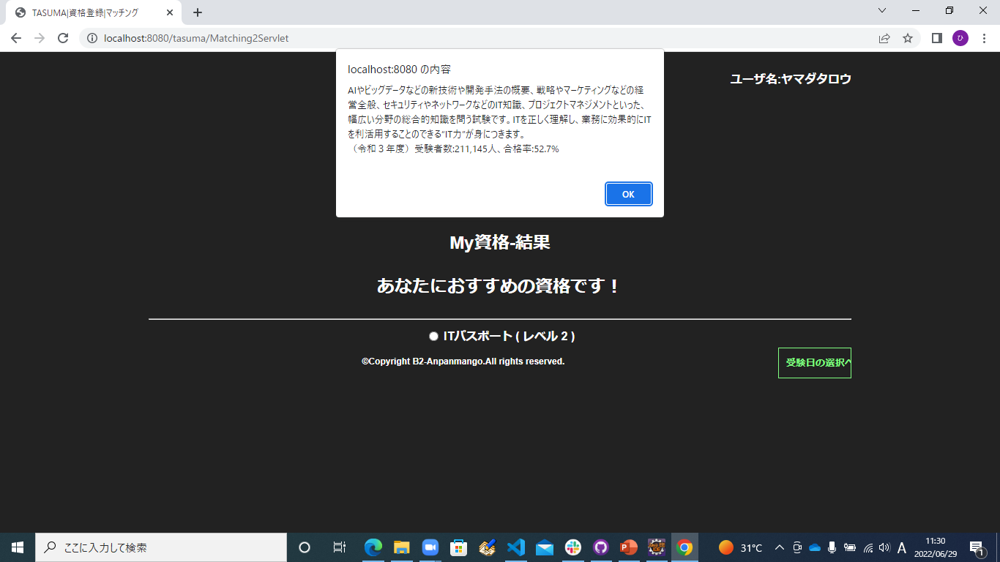 TASUMA|資格登録|マッチング
localhost:8080/tasuma/Matching2Servlet
ひ
localhost:8080 の内容
AIやビッグデータなどの新技術や開発手法の概要、戦略やマーケティングなどの経
営全般、セキュリティやネットワークなどのIT知識、プロジェクトマネジメントといった、
幅広い分野の総合的知識を問う試験です。ITを正しく理解し、業務に効果的にIT
を利活用することのできる“IT力”が身につきます。
（令和３年度）受験者数:211,145人、合格率:52.7%
OK
ユーザ名:ヤマダタロウ
My資格-結果
あなたにおすすめの資格です！
ITパスポート ( レベル 2 )
©Copyright B2-Anpanmango.All rights reserved.
受験日の選択へ
ここに入力して検索
31°C
A
11:30
2022/06/29
1